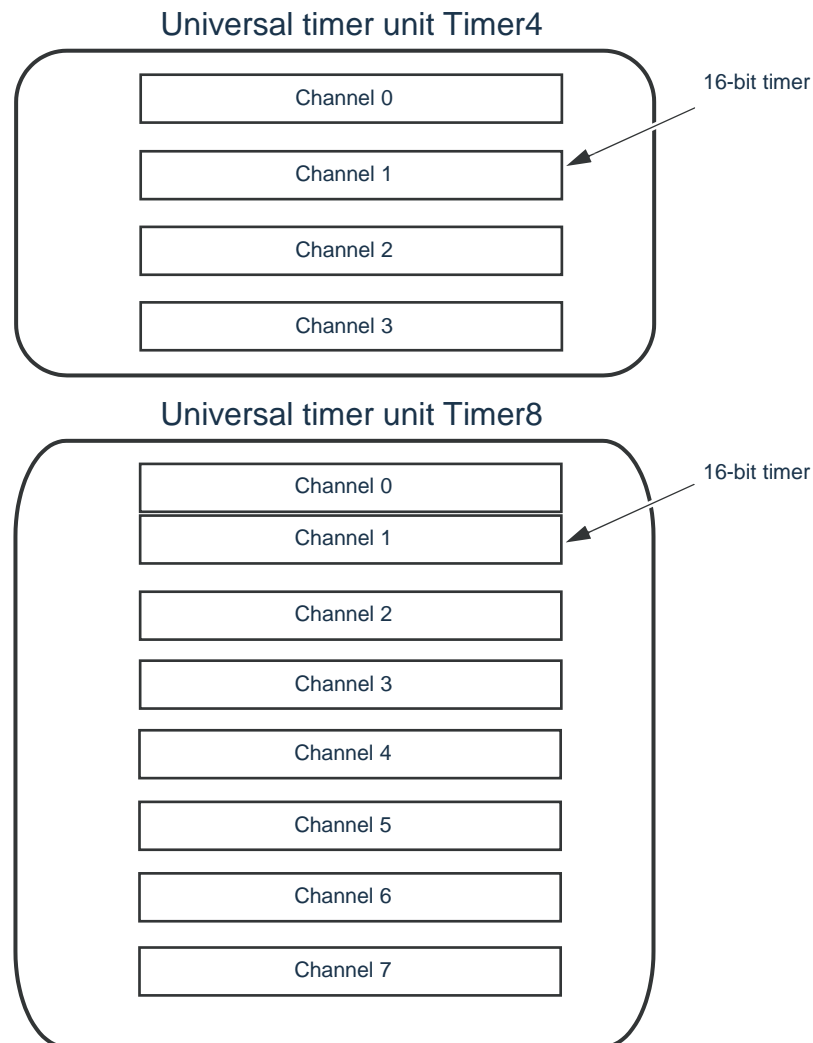 Universal timer unit Timer4
Channel 0
16-bit timer
Channel 1
Channel 2
Channel 3
Universal timer unit Timer8
Channel 0
16-bit timer
Channel 1
Channel 2
Channel 3
Channel 4
Channel 5
Channel 6
Channel 7